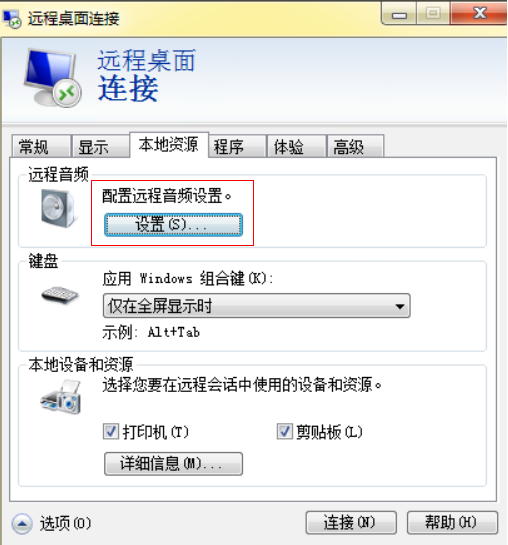 远程桌面连接
远程桌面
连接
常规 显示 本地资源 程序 体验 高级
远程音频
配置远程音频设置。
设置(S)...
键盘
应用 Windows 组合键(K):
仅在全屏显示时
示例: Alt+Tab
本地设备和资源
选择您要在远程会话中使用的设备和资源。
打印机(T) 剪贴板(L)
详细信息(M)...
选项(O) 连接(N) 帮助(H)